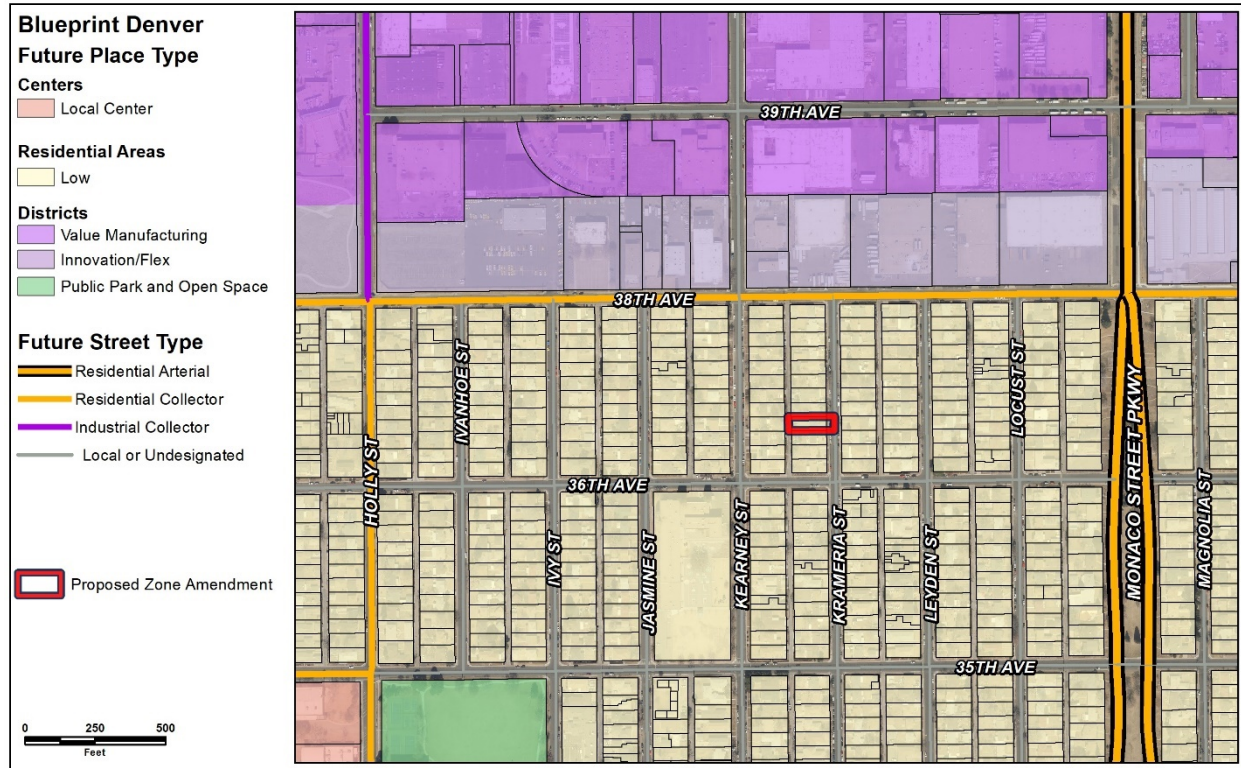 Blueprint Denver
Future Place Type
Centers
Local Center
Residential Areas
Low
Districts
Value Manufacturing
Innovation/Flex
Public Park and Open Space
Future Street Type
Residential Arterial
Residential Collector
Industrial Collector
Local or Undesignated
Proposed Zone Amendment
0 250 500
Feet
39TH AVE
38TH AVE
IVANHOE ST
LOCUST ST
HOLLY ST
MONACO STREET PKWY
36TH AVE
IVY ST
JASMINE ST
KEARNEY ST
KRAMERIA ST
LEYDEN ST
MAGNOLIA ST
35TH AVE